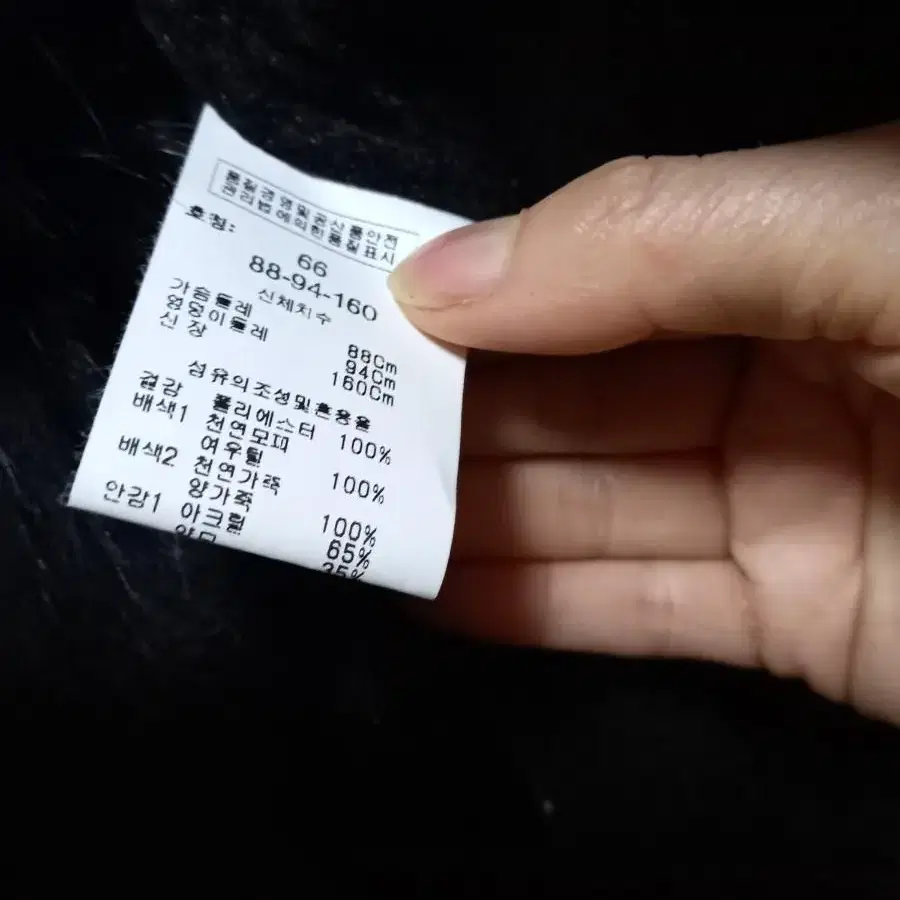 품질경영및공산품안전
관리법에의한품질표시
호칭:
66
88-94-160
신체치수
가슴둘레 88Cm
엉덩이둘레 94Cm
신장 160Cm
섬유의조성및혼용율
겉감 폴리에스터 100%
배색1 천연모피
여우털 100%
배색2 천연가죽
양가죽 100%
안감1 아크릴 65%
35%